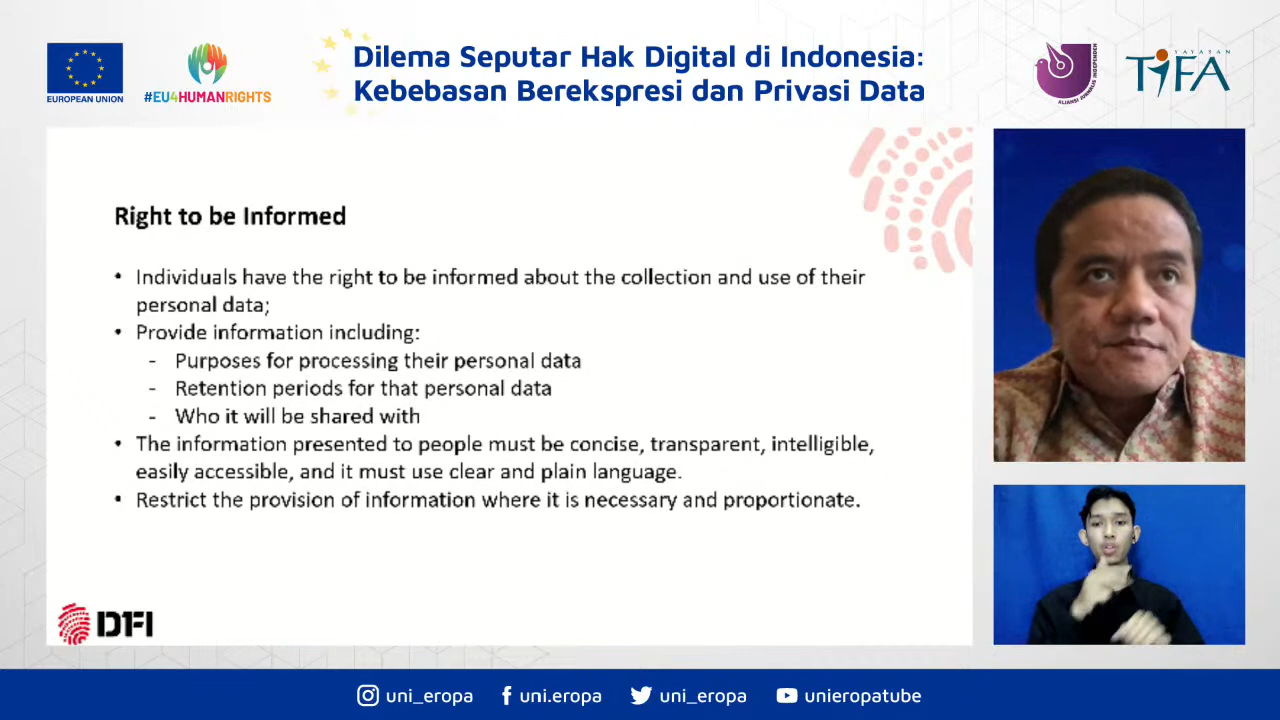 EUROPEAN UNION
#EU4HUMANRIGHTS
Dilema Seputar Hak Digital di Indonesia:
Kebebasan Berekspresi dan Privasi Data
ALIANSI JURNALIS INDEPENDEN
YAYASAN
TIFA
Right to be Informed
• Individuals have the right to be informed about the collection and use of their
personal data;
• Provide information including:
- Purposes for processing their personal data
- Retention periods for that personal data
- Who it will be shared with
• The information presented to people must be concise, transparent, intelligible,
easily accessible, and it must use clear and plain language.
• Restrict the provision of information where it is necessary and proportionate.
DFI
uni_eropa
uni.eropa
uni_eropa
unieropatube